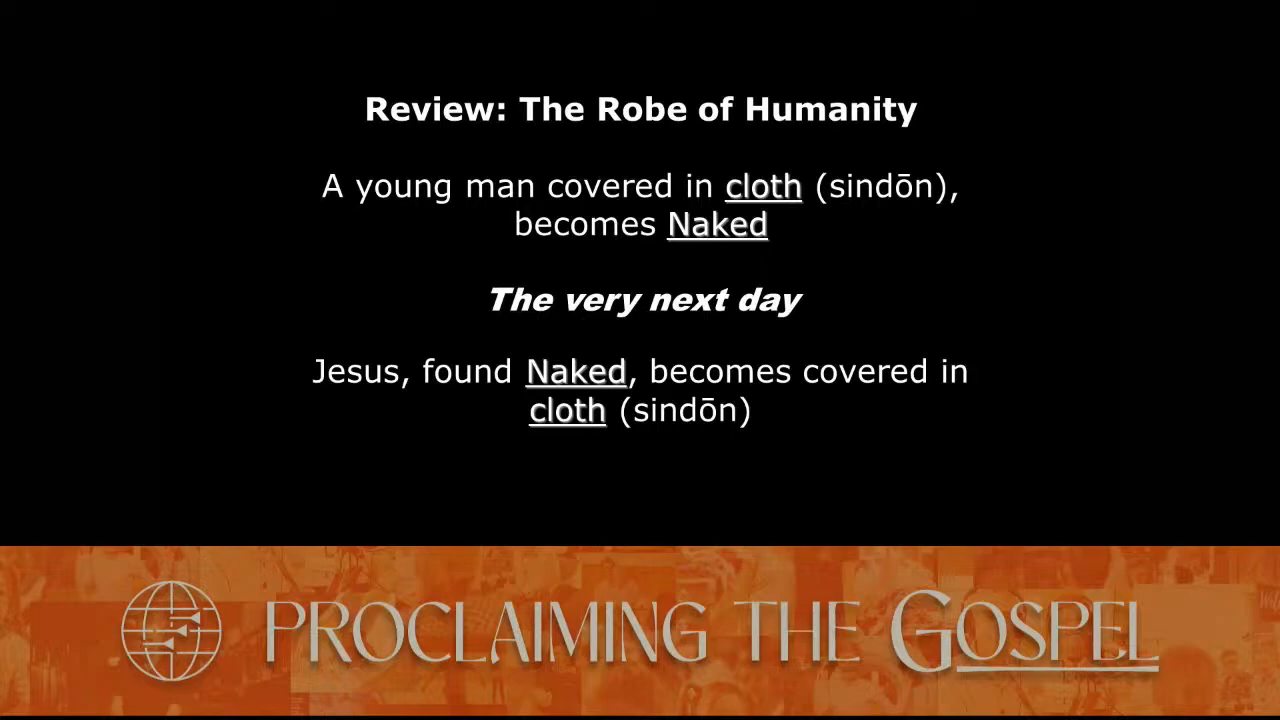 Review: The Robe of Humanity
A young man covered in cloth (sindōn),
becomes Naked
The very next day
Jesus, found Naked, becomes covered in
cloth (sindōn)
PROCLAIMING THE GOSPEL